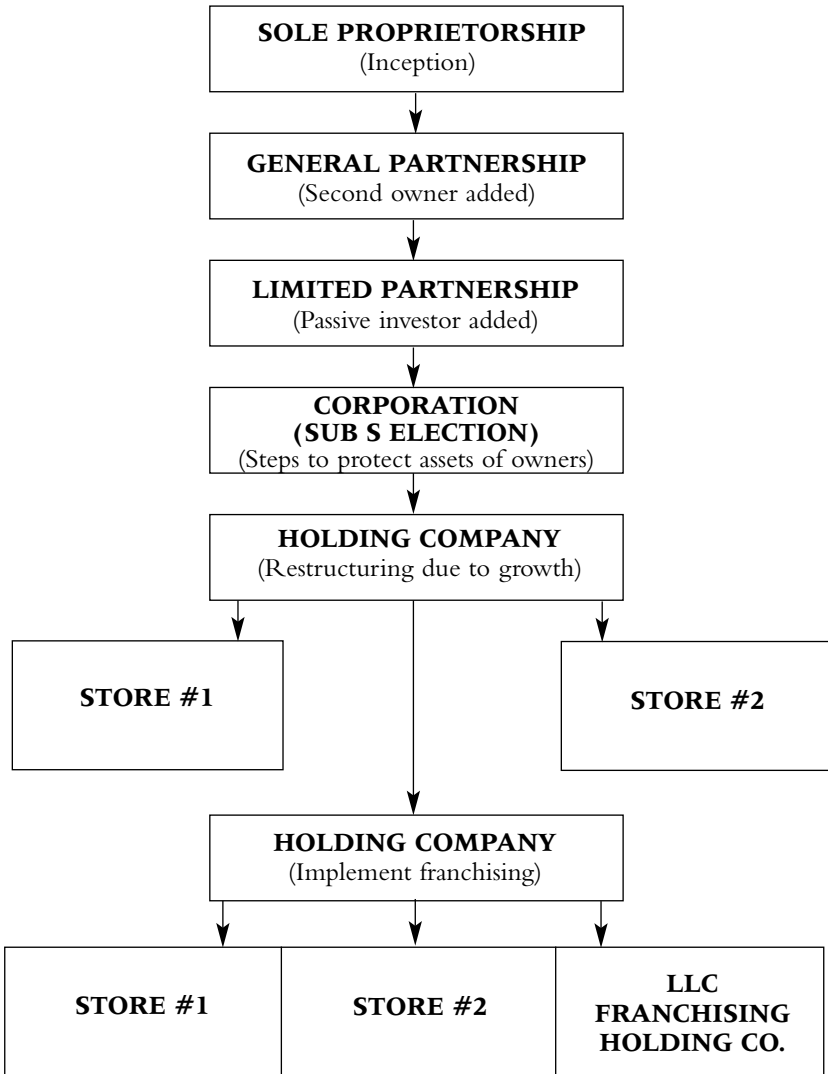 SOLE PROPRIETORSHIP
(Inception)
GENERAL PARTNERSHIP
(Second owner added)
LIMITED PARTNERSHIP
(Passive investor added)
CORPORATION
(SUB S ELECTION)
(Steps to protect assets of owners)
HOLDING COMPANY
(Restructuring due to growth)
STORE #1
STORE #2
HOLDING COMPANY
(Implement franchising)
STORE #1
STORE #2
LLC
FRANCHISING
HOLDING CO.